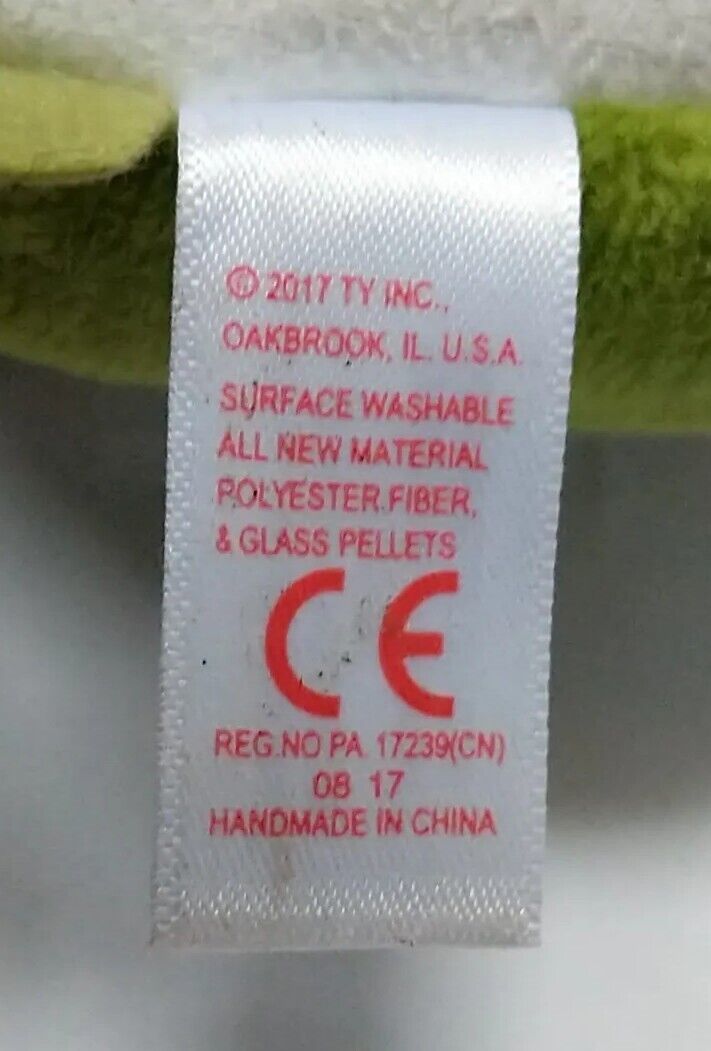 © 2017 TY INC.,
OAKBROOK, IL. U.S.A.
SURFACE WASHABLE
ALL NEW MATERIAL
POLYESTER FIBER,
& GLASS PELLETS
CE
REG.NO PA. 17239(CN)
08 17
HANDMADE IN CHINA